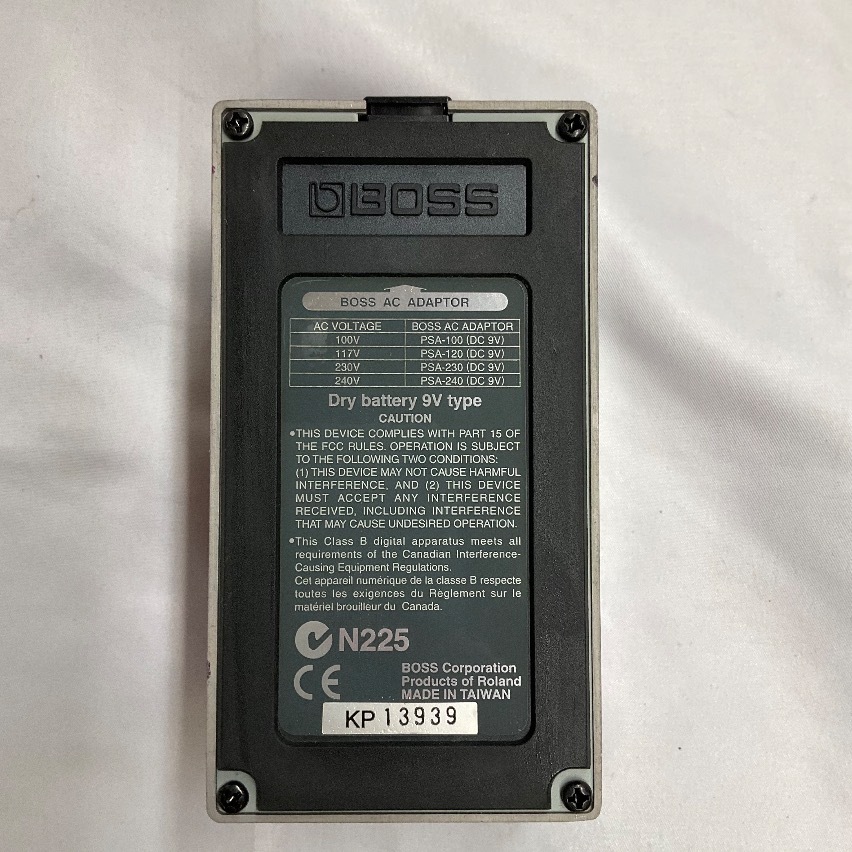 BOSS
BOSS AC ADAPTOR
AC VOLTAGE BOSS AC ADAPTOR
100V PSA-100 (DC 9V)
117V PSA-120 (DC 9V)
230V PSA-230 (DC 9V)
240V PSA-240 (DC 9V)
Dry battery 9V type
CAUTION
•THIS DEVICE COMPLIES WITH PART 15 OF
THE FCC RULES. OPERATION IS SUBJECT
TO THE FOLLOWING TWO CONDITIONS:
(1) THIS DEVICE MAY NOT CAUSE HARMFUL
INTERFERENCE, AND (2) THIS DEVICE
MUST ACCEPT ANY INTERFERENCE
RECEIVED, INCLUDING INTERFERENCE
THAT MAY CAUSE UNDESIRED OPERATION.
•This Class B digital apparatus meets all
requirements of the Canadian Interference-
Causing Equipment Regulations.
Cet appareil numérique de la classe B respecte
toutes les exigences du Règlement sur le
matériel brouilleur du Canada.
N225
CE
BOSS Corporation
Products of Roland
MADE IN TAIWAN
KP 13939